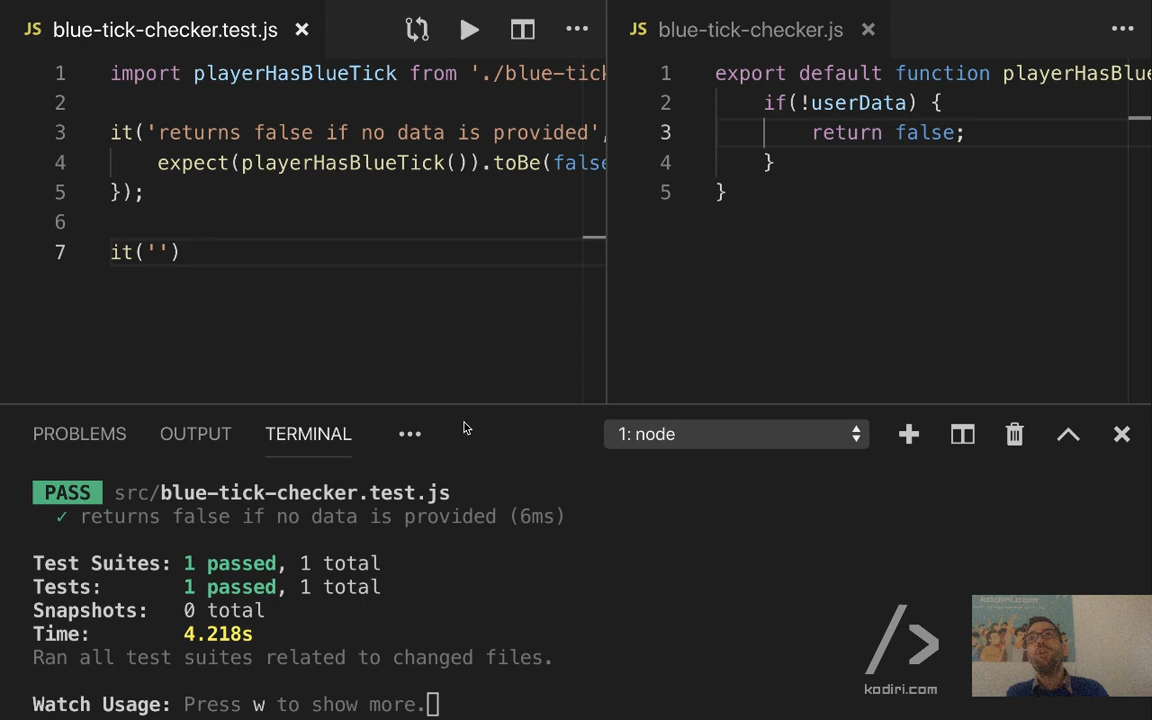 JS blue-tick-checker.test.js
1 import playerHasBlueTick from './blue-tick
2
3 it('returns false if no data is provided',
4 expect(playerHasBlueTick()).toBe(false
5 });
6
7 it('')
JS blue-tick-checker.js
1 export default function playerHasBlue
2 if(!userData) {
3 return false;
4 }
5 }
PROBLEMS OUTPUT TERMINAL ••• 1: node
PASS src/blue-tick-checker.test.js
✓ returns false if no data is provided (6ms)
Test Suites: 1 passed, 1 total
Tests: 1 passed, 1 total
Snapshots: 0 total
Time: 4.218s
Ran all test suites related to changed files.
Watch Usage: Press w to show more.
</>
kodiri.com
kodiri.com